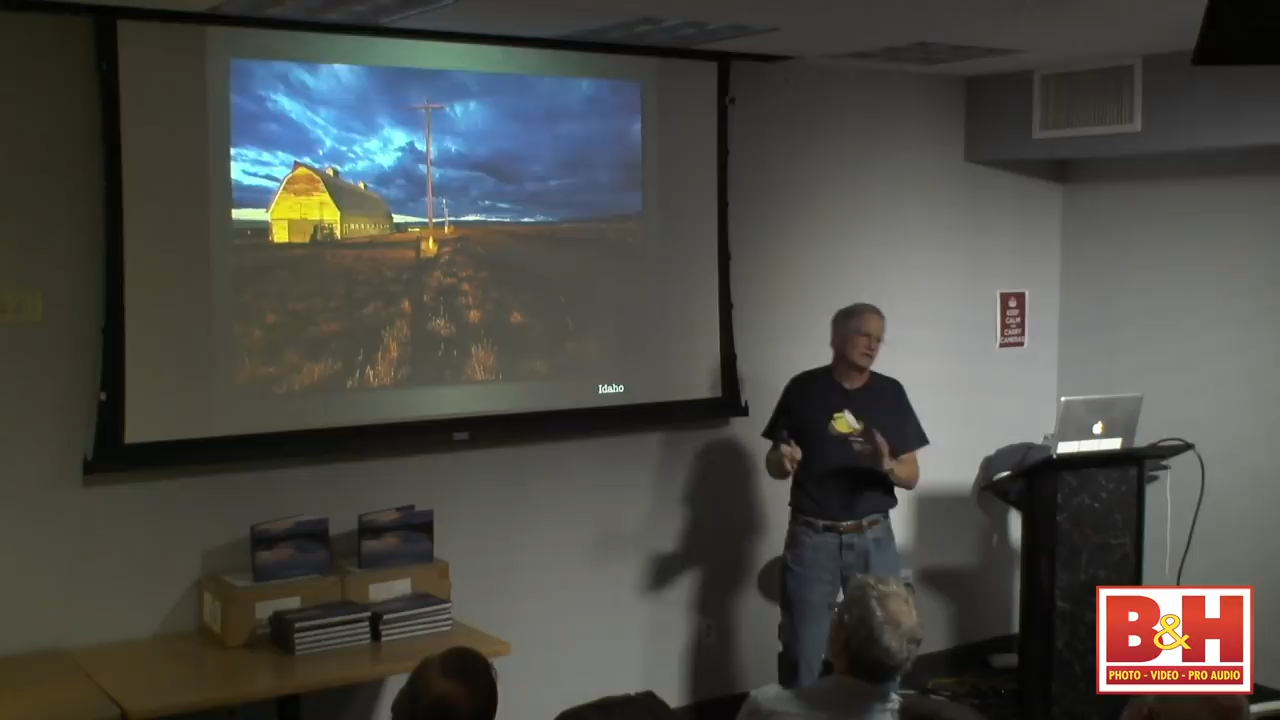 Idaho
KEEP
CALM
AND
CARRY
CAMERAS
B&H
PHOTO - VIDEO - PRO AUDIO